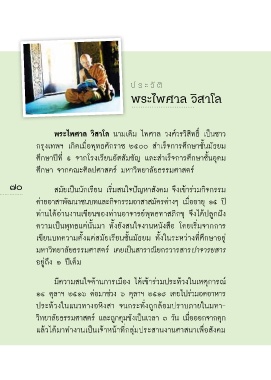 ประวัติ
พระไพศาล วิสาโล
พระไพศาล วิสาโล นามเดิม ไพศาล วงศ์วรวิสิทธิ์ เป็นชาว
กรุงเทพฯ เกิดเมื่อพุทธศักราช ๒๕๐๐ สำเร็จการศึกษาชั้นมัธยม
ศึกษาปีที่ ๕ จากโรงเรียนอัสสัมชัญ และสำเร็จการศึกษาชั้นอุดม
ศึกษา จากคณะศิลปศาสตร์ มหาวิทยาลัยธรรมศาสตร์
๗๐
สมัยเป็นนักเรียน เริ่มสนใจปัญหาสังคม จึงเข้าร่วมกิจกรรม
ค่ายอาสาพัฒนาชนบทและกิจกรรมอาสาสมัครต่างๆ เมื่ออายุ ๑๕ ปี
ท่านได้อ่านงานเขียนของท่านอาจารย์พุทธทาสภิกขุ จึงได้ปลูกฝัง
ความเป็นพุทธแต่นั้นมา ทั้งยังสนใจงานหนังสือ โดยเริ่มจากการ
เขียนบทความตั้งแต่สมัยเรียนชั้นมัธยม ทั้งในระหว่างที่ศึกษาอยู่
มหาวิทยาลัยธรรมศาสตร์ เคยเป็นสาราณียกรวารสารปาจารยสาร
อยู่ถึง ๑ ปีเต็ม
มีความสนใจด้านการเมือง ได้เข้าร่วมประท้วงในเหตุการณ์
๑๔ ตุลาฯ ๒๕๑๖ ต่อมาช่วง ๖ ตุลาฯ ๒๕๑๙ เคยไปร่วมอดอาหาร
ประท้วงในแนวทางอหิงสา จนกระทั่งถูกล้อมปราบภายในมหา-
วิทยาลัยธรรมศาสตร์ และถูกคุมขังเป็นเวลา ๓ วัน เมื่อออกจากคุก
แล้วได้มาทำงานเป็นเจ้าหน้าที่กลุ่มประสานงานศาสนาเพื่อสังคม